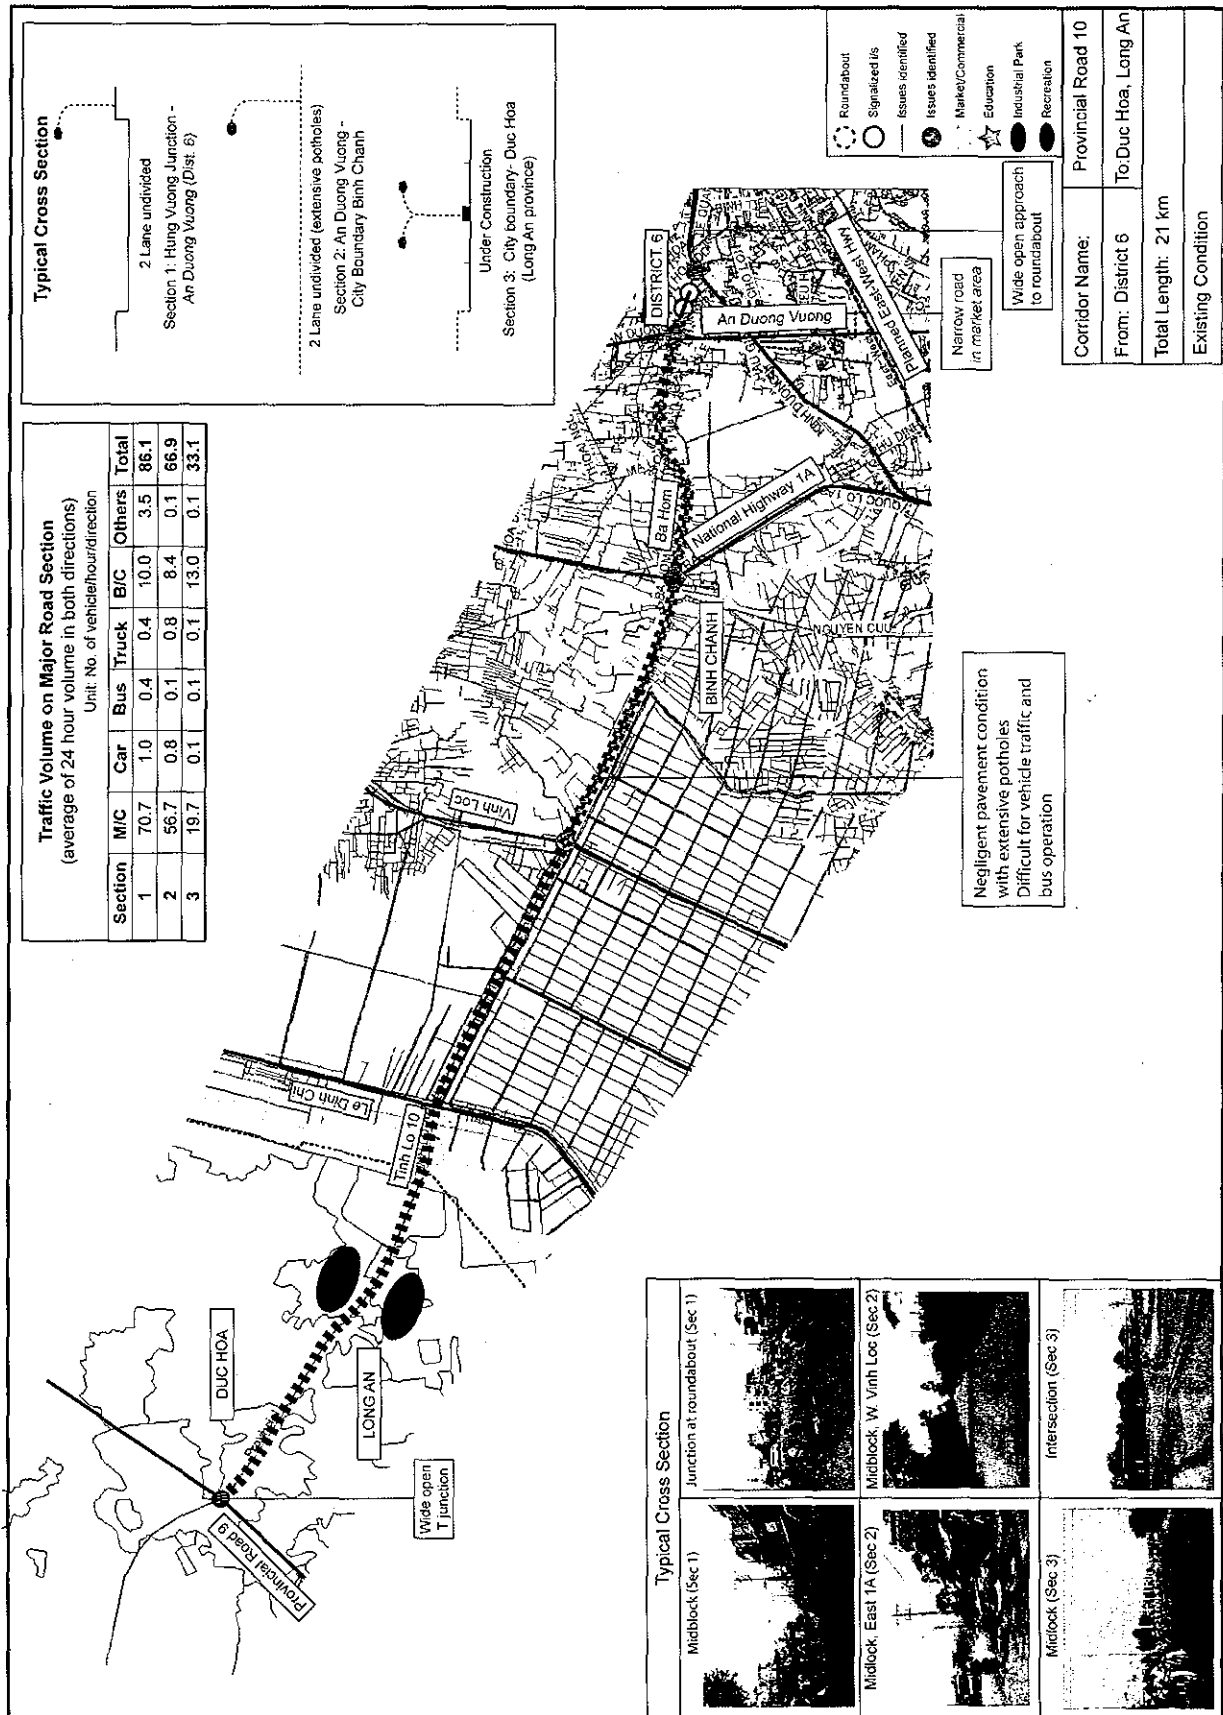 Typical Cross Section
2 Lane undivided
Section 1: Hung Vuong Junction -
An Duong Vuong (Dist. 6)
2 Lane undivided (extensive potholes)
Section 2: An Duong Vuong -
City Boundary Binh Chanh
Under Construction
Section 3: City boundary- Duc Hoa
(Long An province)
Traffic Volume on Major Road Section
(average of 24 hour volume in both directions)
Unit: No. of vehicle/hour/direction
Section M/C Car Bus Truck B/C Others Total
1 70.7 1.0 0.4 0.4 10.0 3.5 86.1
2 56.7 0.8 0.1 0.8 8.4 0.1 66.9
3 19.7 0.1 0.1 0.1 13.0 0.1 33.1
Roundabout
Signalized i/s
Issues identified
Issues identified
Market/Commercial
Education
Industrial Park
Recreation
DISTRICT 6
An Duong Vuong
Planned East-West Hwy
Ba Hom
National Highway 1A
QUOC LO 1A
BINH CHANH
NGUYEN CUU
Vinh Loc
Le Dinh Chi
Tinh Lo 10
DUC HOA
LONG AN
Provincial Road 9
Wide open
T junction
Negligent pavement condition
with extensive potholes
Difficult for vehicle traffic and
bus operation
Narrow road
in market area
Wide open approach
to roundabout
Corridor Name: Provincial Road 10
From: District 6 To:Duc Hoa, Long An
Total Length: 21 km
Existing Condition
Typical Cross Section
Midblock (Sec 1)
Junction at roundabout (Sec 1)
Midlock, East 1A (Sec 2)
Midblock, W. Vinh Loc (Sec 2)
Midlock (Sec 3)
Intersection (Sec 3)